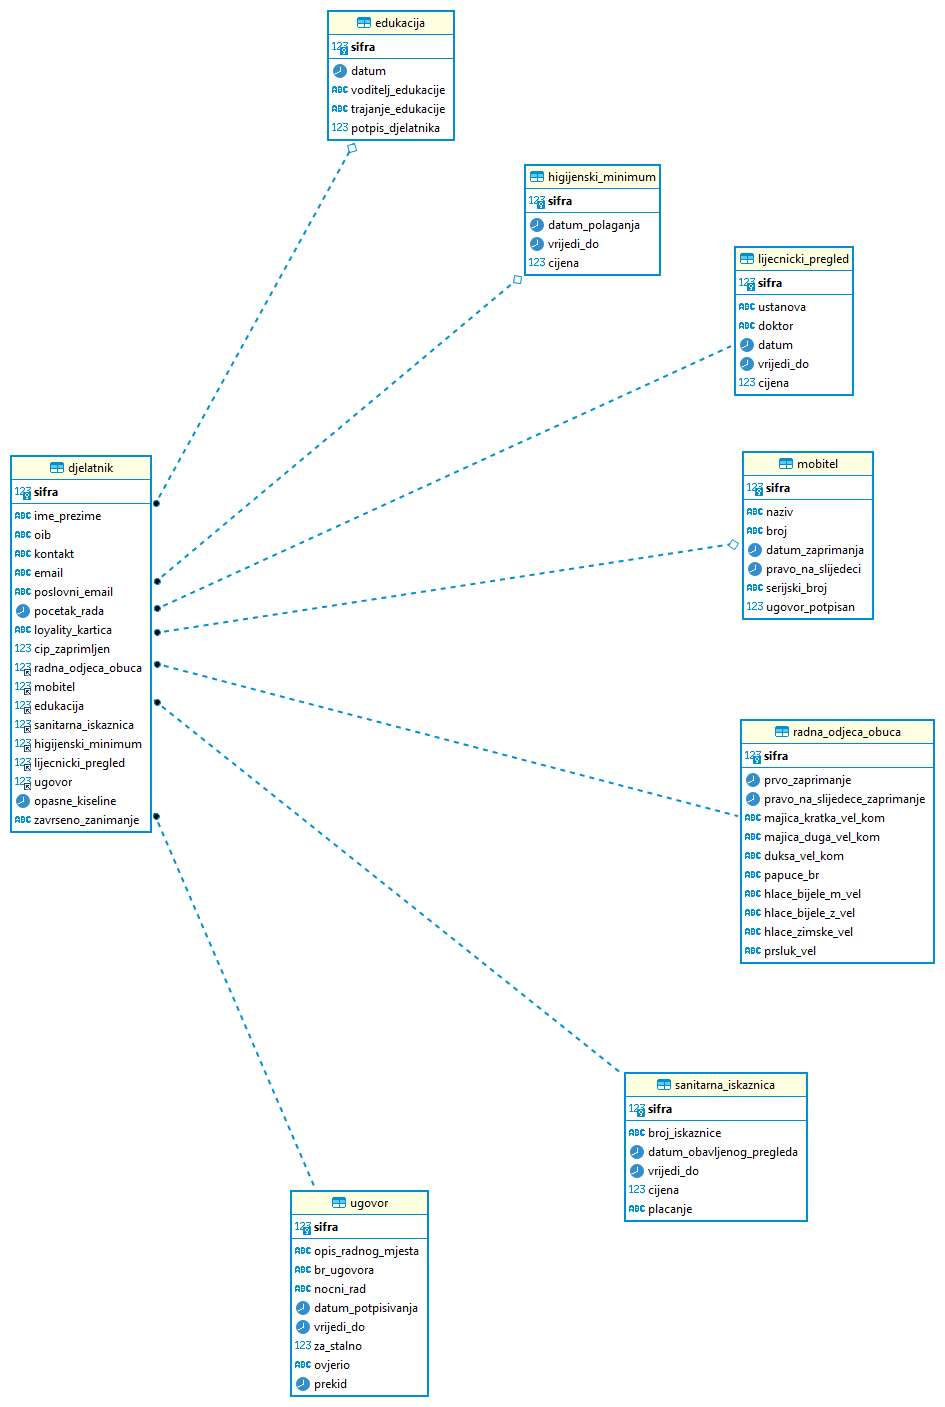 edukacija
123 sifra
datum
ABC voditelj_edukacije
ABC trajanje_edukacije
123 potpis_djelatnika
higijenski_minimum
123 sifra
datum_polaganja
vrijedi_do
123 cijena
lijecnicki_pregled
123 sifra
ABC ustanova
ABC doktor
datum
vrijedi_do
123 cijena
djelatnik
123 sifra
ABC ime_prezime
ABC oib
ABC kontakt
ABC email
ABC poslovni_email
pocetak_rada
ABC loyality_kartica
123 cip_zaprimljen
123 radna_odjeca_obuca
123 mobitel
123 edukacija
123 sanitarna_iskaznica
123 higijenski_minimum
123 lijecnicki_pregled
123 ugovor
opasne_kiseline
ABC zavrseno_zanimanje
mobitel
123 sifra
ABC naziv
ABC broj
datum_zaprimanja
pravo_na_slijedeci
ABC serijski_broj
123 ugovor_potpisan
radna_odjeca_obuca
123 sifra
prvo_zaprimanje
pravo_na_slijedece_zaprimanje
ABC majica_kratka_vel_kom
ABC majica_duga_vel_kom
ABC duksa_vel_kom
ABC papuce_br
ABC hlace_bijele_m_vel
ABC hlace_bijele_z_vel
ABC hlace_zimske_vel
ABC prsluk_vel
sanitarna_iskaznica
123 sifra
ABC broj_iskaznice
datum_obavljenog_pregleda
vrijedi_do
123 cijena
ABC placanje
ugovor
123 sifra
ABC opis_radnog_mjesta
ABC br_ugovora
ABC nocni_rad
datum_potpisivanja
vrijedi_do
123 za_stalno
ABC ovjerio
prekid